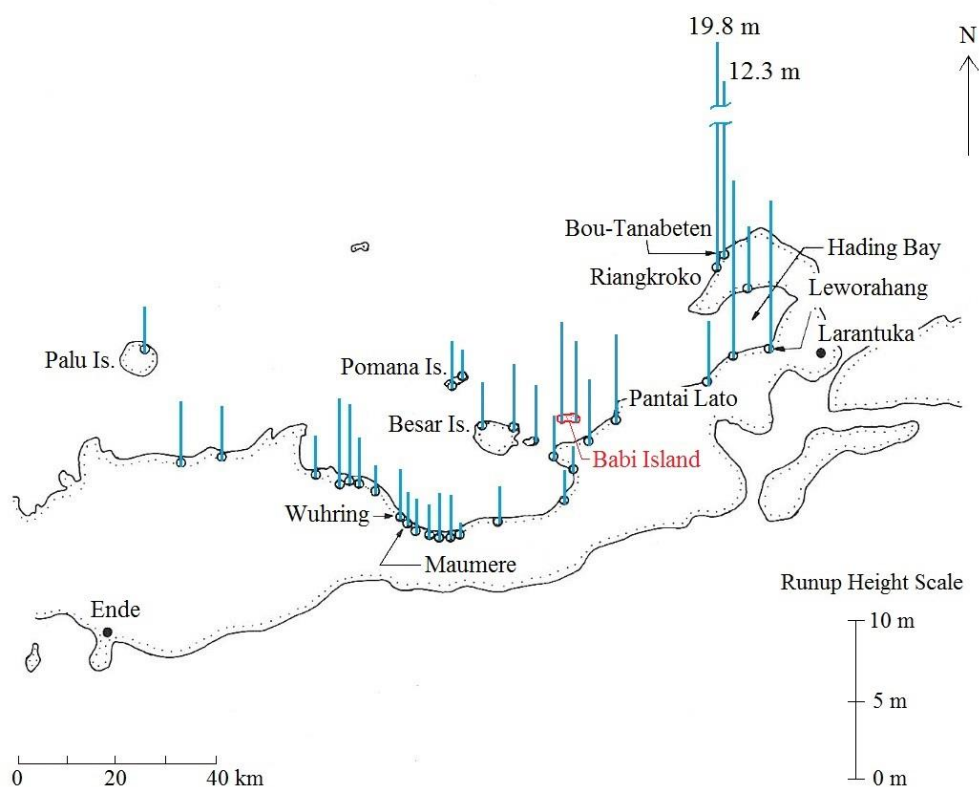 19.8 m
12.3 m
N
Bou-Tanabeten
Hading Bay
Riangkroko
Leworahang
Larantuka
Palu Is.
Pomana Is.
Pantai Lato
Besar Is.
Babi Island
Wuhring
Maumere
Runup Height Scale
Ende
10 m
5 m
0 m
0 20 40 km